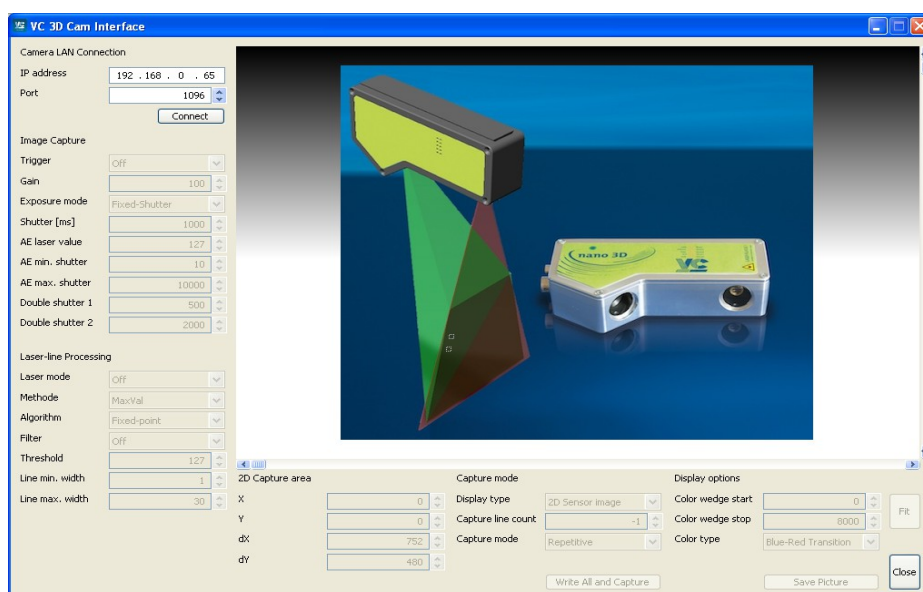 VC 3D Cam Interface
Camera LAN Connection
IP address 192 . 168 . 0 . 65
Port 1096
Connect
Image Capture
Trigger Off
Gain 100
Exposure mode Fixed-Shutter
Shutter [ms] 1000
AE laser value 127
AE min. shutter 10
AE max. shutter 10000
Double shutter 1 500
Double shutter 2 2000
Laser-line Processing
Laser mode Off
Methode MaxVal
Algorithm Fixed-point
Filter Off
Threshold 127
Line min. width 1
Line max. width 30
nano 3D
VC
2D Capture area
X 0
Y 0
dX 752
dY 480
Capture mode
Display type 2D Sensor image
Capture line count -1
Capture mode Repetitive
Write All and Capture
Display options
Color wedge start 0
Color wedge stop 8000
Color type Blue-Red Transition
Save Picture
Fit
Close